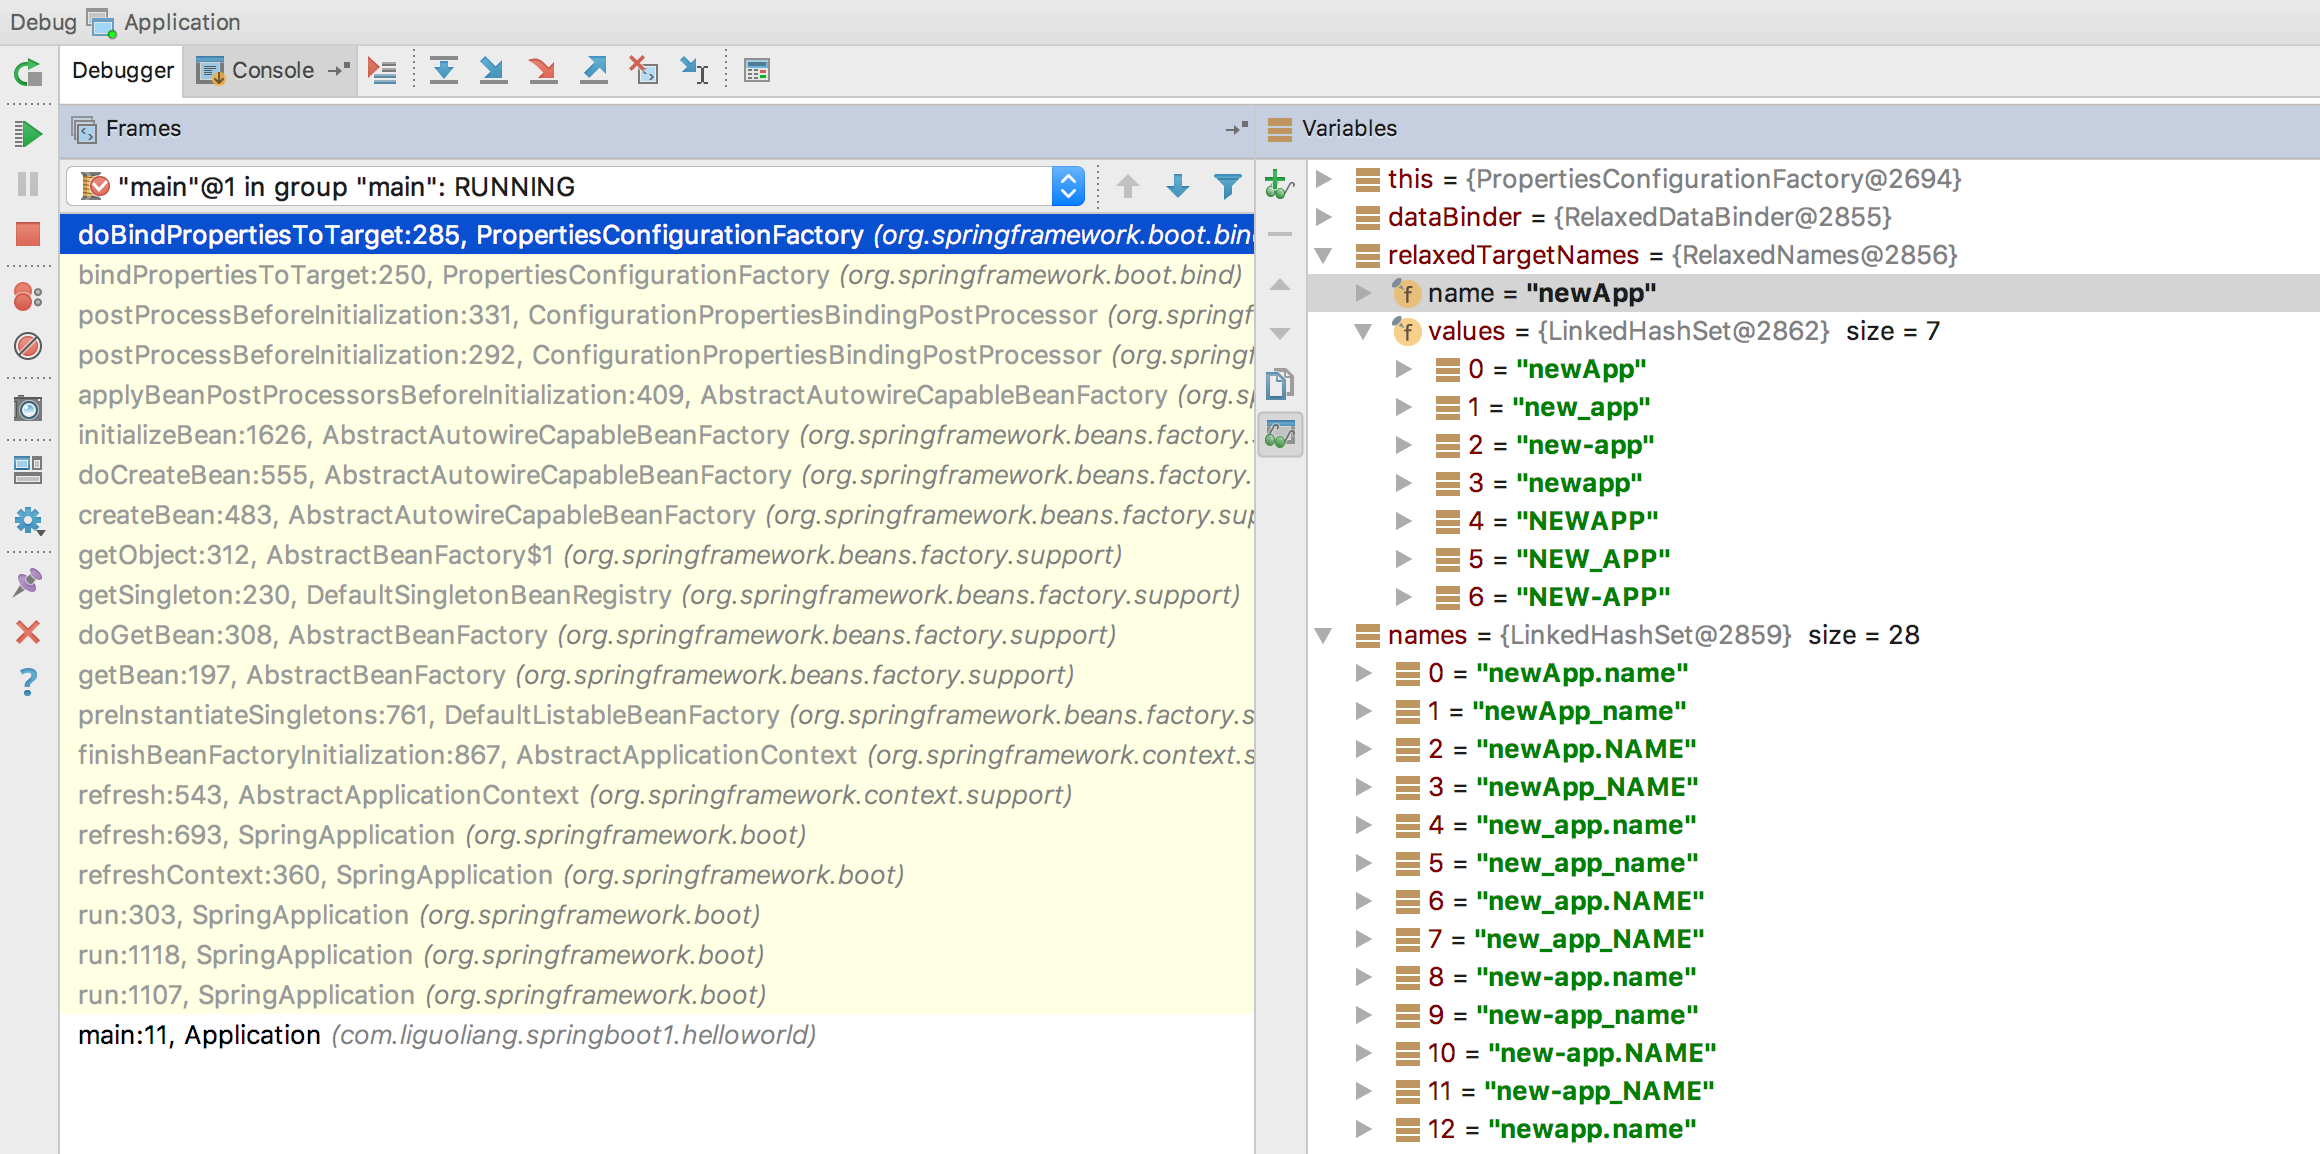 Debug Application
Debugger Console
Frames
"main"@1 in group "main": RUNNING
doBindPropertiesToTarget:285, PropertiesConfigurationFactory (org.springframework.boot.bin
bindPropertiesToTarget:250, PropertiesConfigurationFactory (org.springframework.boot.bind)
postProcessBeforeInitialization:331, ConfigurationPropertiesBindingPostProcessor (org.springf
postProcessBeforeInitialization:292, ConfigurationPropertiesBindingPostProcessor (org.springf
applyBeanPostProcessorsBeforeInitialization:409, AbstractAutowireCapableBeanFactory (org.sp
initializeBean:1626, AbstractAutowireCapableBeanFactory (org.springframework.beans.factory.s
doCreateBean:555, AbstractAutowireCapableBeanFactory (org.springframework.beans.factory.
createBean:483, AbstractAutowireCapableBeanFactory (org.springframework.beans.factory.sup
getObject:312, AbstractBeanFactory$1 (org.springframework.beans.factory.support)
getSingleton:230, DefaultSingletonBeanRegistry (org.springframework.beans.factory.support)
doGetBean:308, AbstractBeanFactory (org.springframework.beans.factory.support)
getBean:197, AbstractBeanFactory (org.springframework.beans.factory.support)
preInstantiateSingletons:761, DefaultListableBeanFactory (org.springframework.beans.factory.s
finishBeanFactoryInitialization:867, AbstractApplicationContext (org.springframework.context.s
refresh:543, AbstractApplicationContext (org.springframework.context.support)
refresh:693, SpringApplication (org.springframework.boot)
refreshContext:360, SpringApplication (org.springframework.boot)
run:303, SpringApplication (org.springframework.boot)
run:1118, SpringApplication (org.springframework.boot)
run:1107, SpringApplication (org.springframework.boot)
main:11, Application (com.liguoliang.springboot1.helloworld)
Variables
this = {PropertiesConfigurationFactory@2694}
dataBinder = {RelaxedDataBinder@2855}
relaxedTargetNames = {RelaxedNames@2856}
name = "newApp"
values = {LinkedHashSet@2862} size = 7
0 = "newApp"
1 = "new_app"
2 = "new-app"
3 = "newapp"
4 = "NEWAPP"
5 = "NEW_APP"
6 = "NEW-APP"
names = {LinkedHashSet@2859} size = 28
0 = "newApp.name"
1 = "newApp_name"
2 = "newApp.NAME"
3 = "newApp_NAME"
4 = "new_app.name"
5 = "new_app_name"
6 = "new_app.NAME"
7 = "new_app_NAME"
8 = "new-app.name"
9 = "new-app_name"
10 = "new-app.NAME"
11 = "new-app_NAME"
12 = "newapp.name"